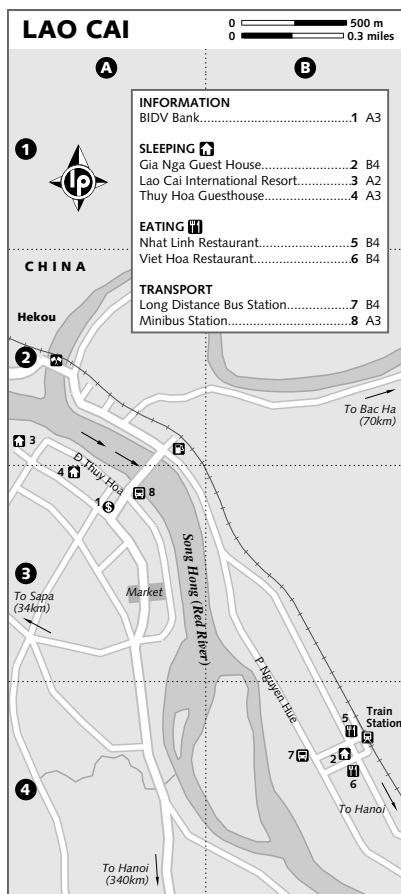 LAO CAI
0 500 m
0 0.3 miles
A
B
INFORMATION
BIDV Bank....................................1 A3
SLEEPING
Gia Nga Guest House..................2 B4
Lao Cai International Resort........3 A2
Thuy Hoa Guesthouse.................4 A3
EATING
Nhat Linh Restaurant...................5 B4
Viet Hoa Restaurant....................6 B4
TRANSPORT
Long Distance Bus Station...........7 B4
Minibus Station...........................8 A3
1
lp
CHINA
Hekou
2
To Bac Ha
(70km)
3
4
Đ Thuy Hoa
8
1
$
3
To Sapa
(34km)
Market
Song Hong (Red River)
P Nguyen Hue
5
Train
Station
7
2
6
4
To Hanoi
To Hanoi
(340km)